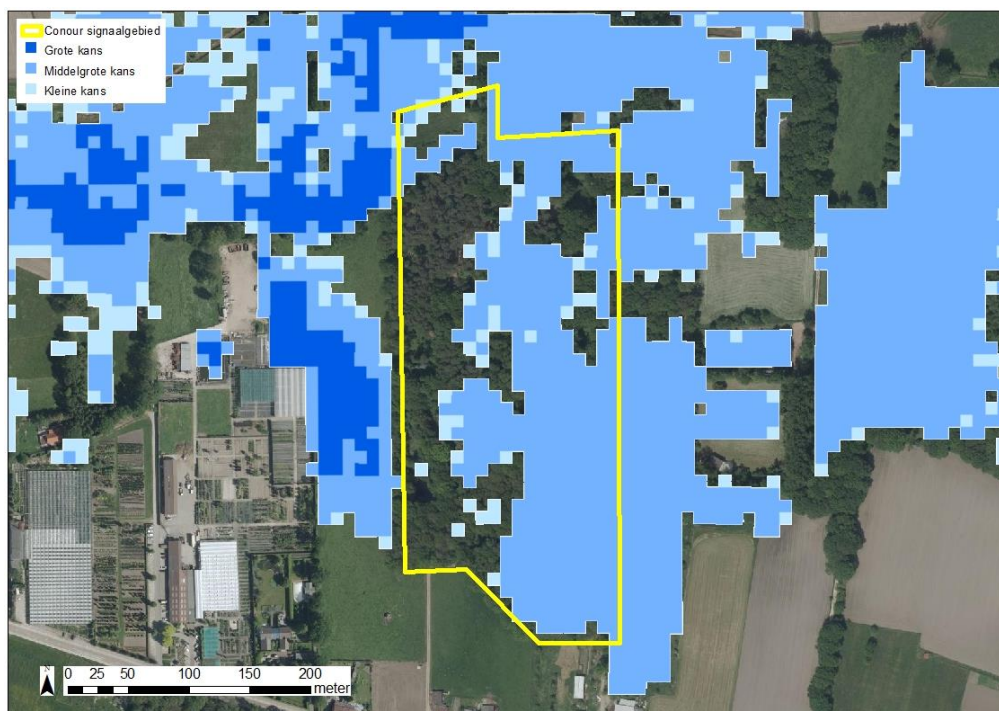 Conour signaalgebied
Grote kans
Middelgrote kans
Kleine kans
N
0 25 50 100 150 200
meter